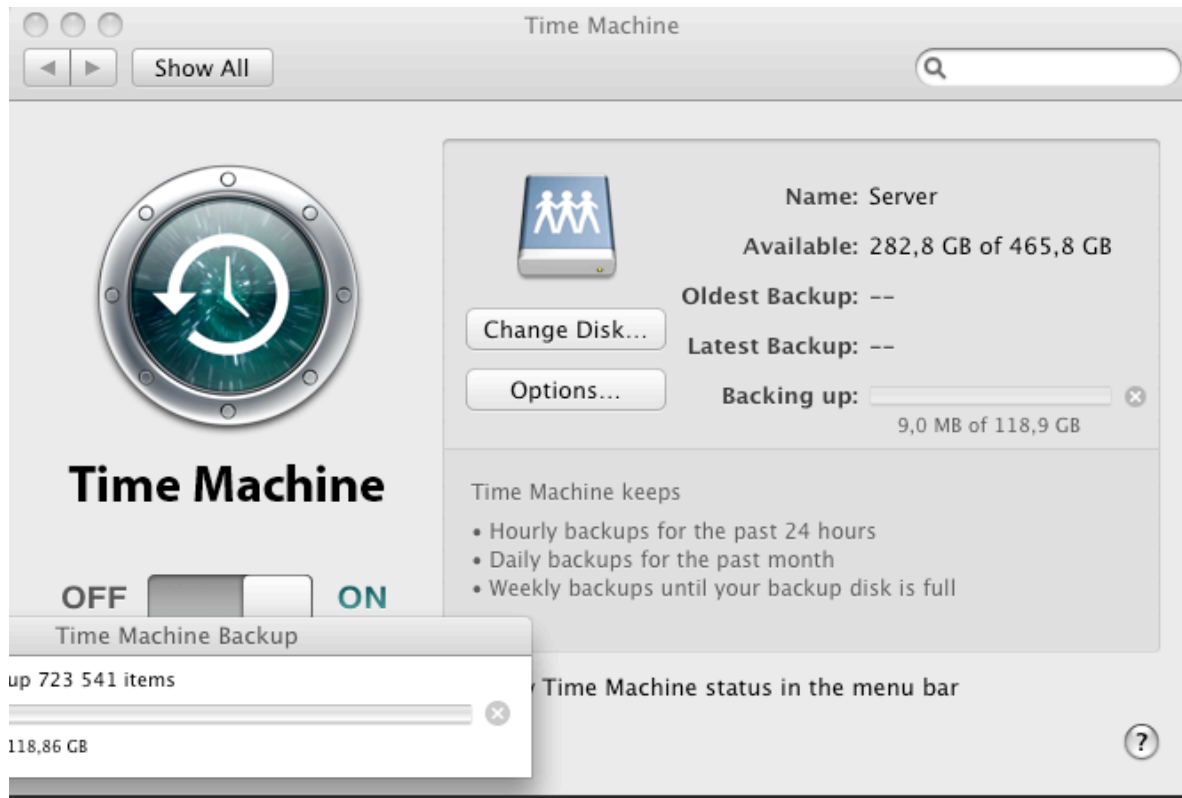 Time Machine
Show All
Name: Server
Available: 282,8 GB of 465,8 GB
Oldest Backup: --
Latest Backup: --
Change Disk...
Options...
Backing up:
9,0 MB of 118,9 GB
Time Machine
Time Machine keeps
• Hourly backups for the past 24 hours
• Daily backups for the past month
• Weekly backups until your backup disk is full
OFF ON
Time Machine Backup
up 723 541 items
118,86 GB
Time Machine status in the menu bar
?